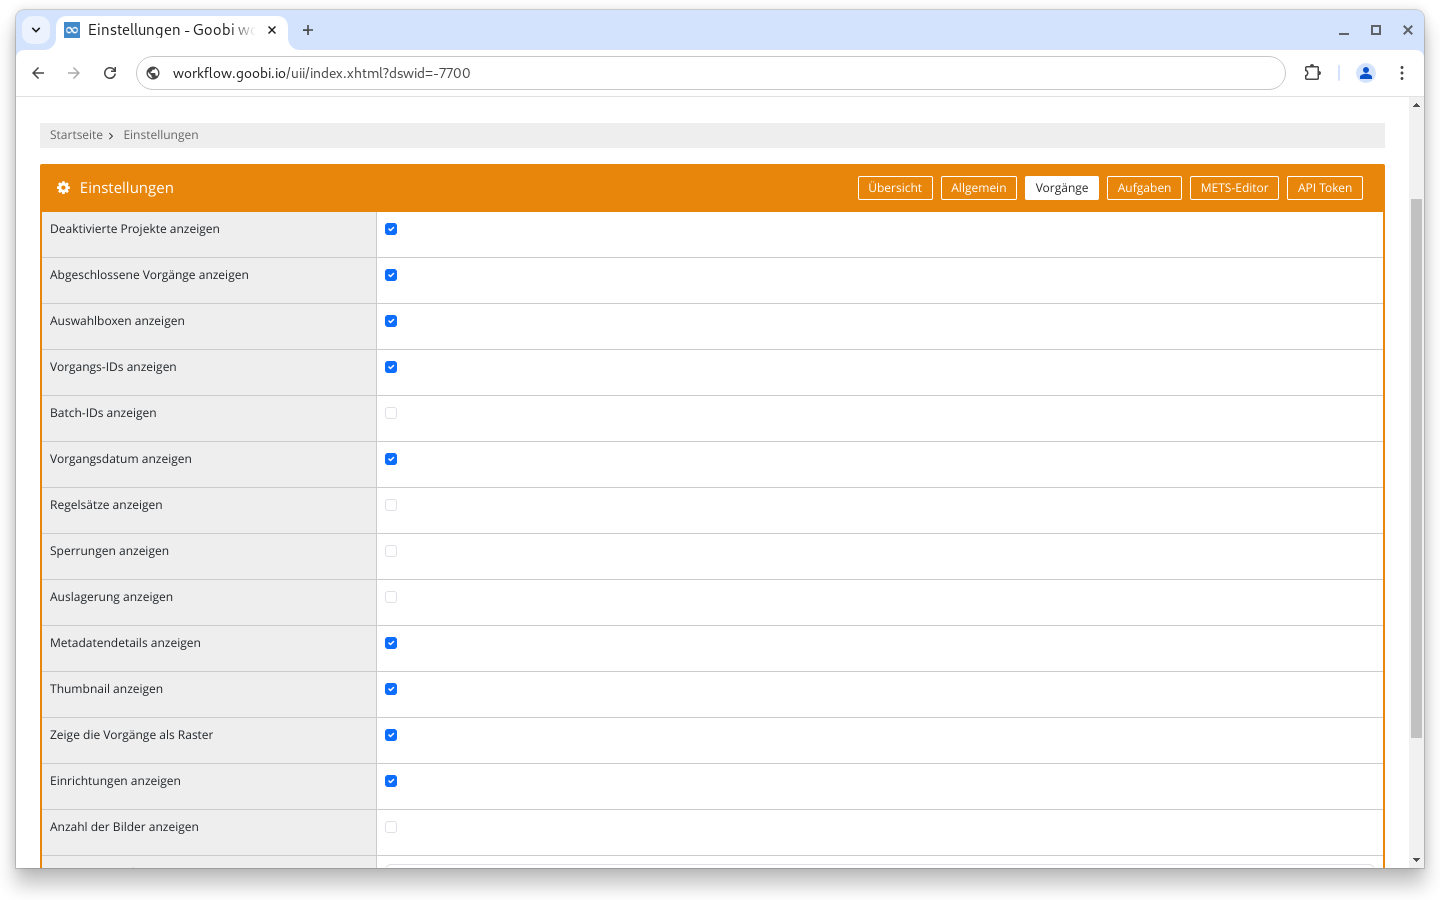 Einstellungen - Goobi wo
workflow.goobi.io/uii/index.xhtml?dswid=-7700
Startseite Einstellungen
Einstellungen Übersicht Allgemein Vorgänge Aufgaben METS-Editor API Token
Deaktivierte Projekte anzeigen
Abgeschlossene Vorgänge anzeigen
Auswahlboxen anzeigen
Vorgangs-IDs anzeigen
Batch-IDs anzeigen
Vorgangsdatum anzeigen
Regelsätze anzeigen
Sperrungen anzeigen
Auslagerung anzeigen
Metadatendetails anzeigen
Thumbnail anzeigen
Zeige die Vorgänge als Raster
Einrichtungen anzeigen
Anzahl der Bilder anzeigen